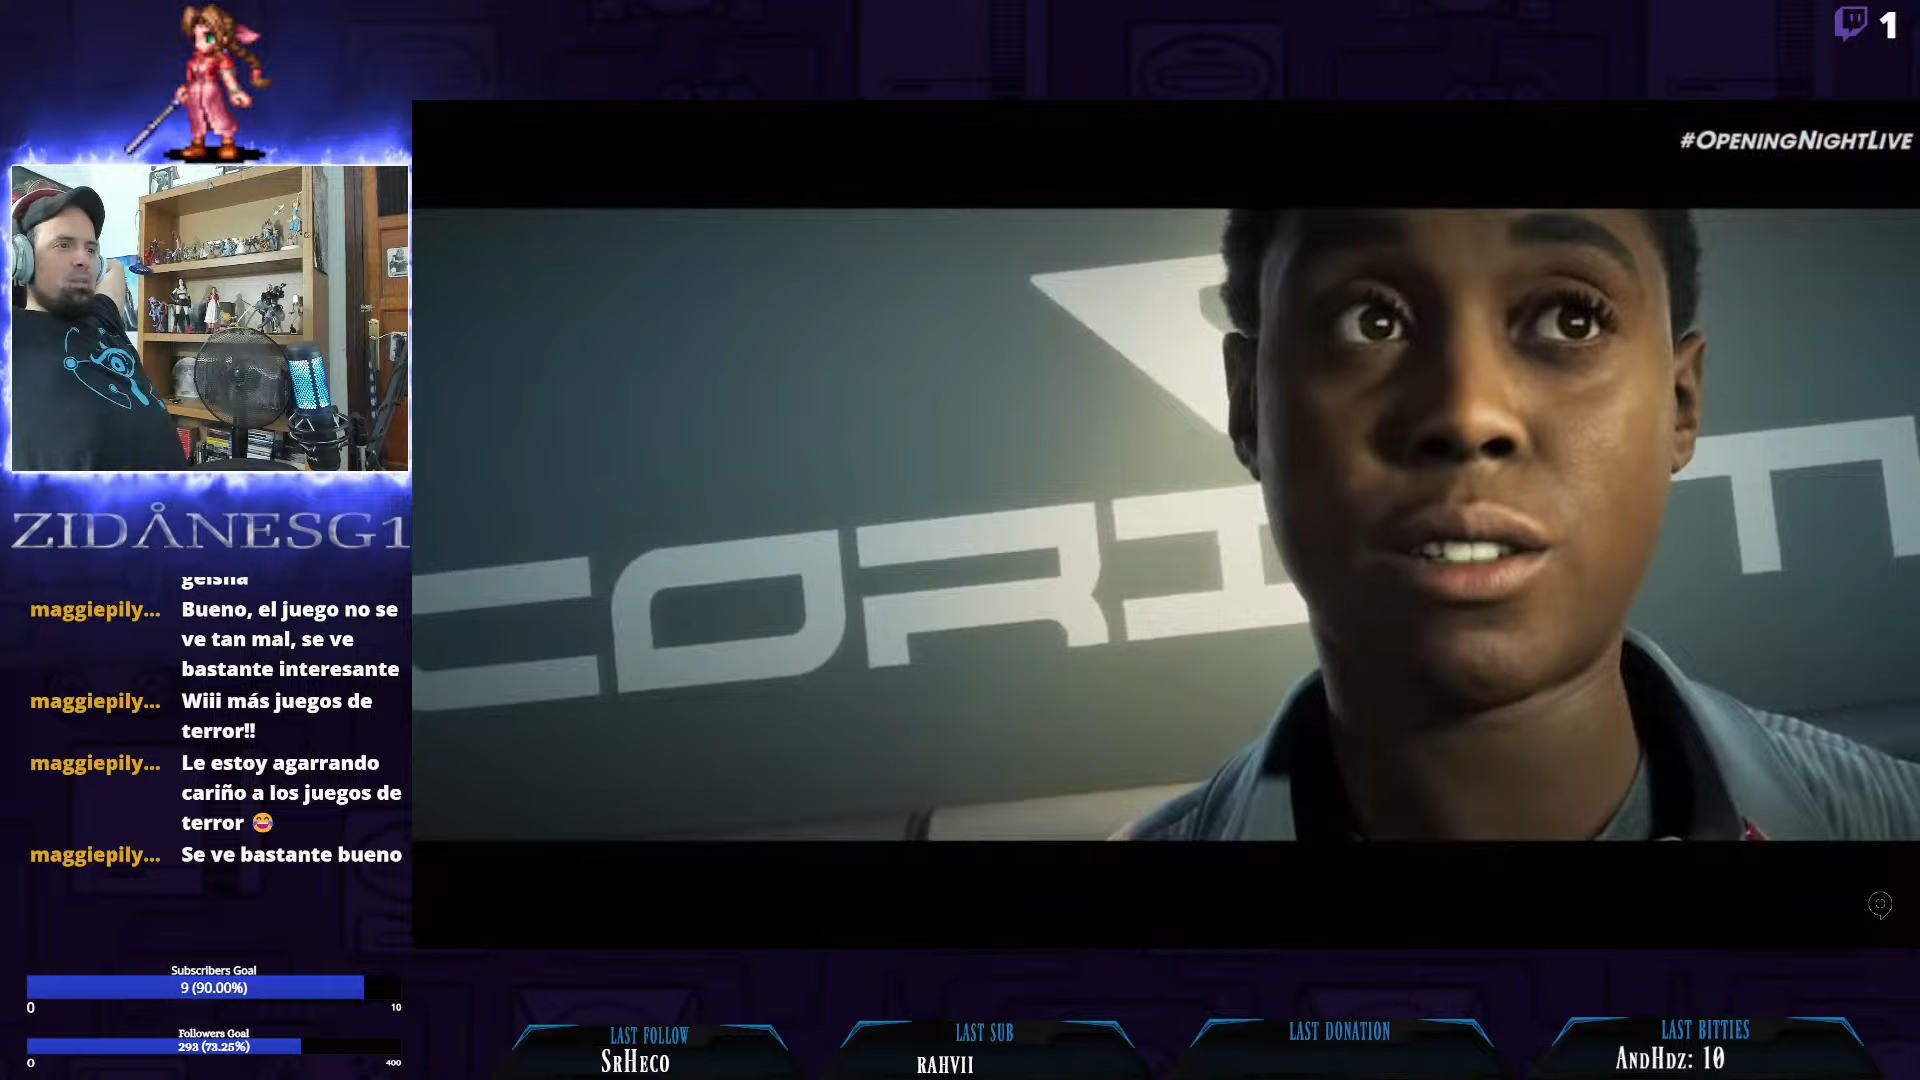 1
#OPENINGNIGHTLIVE
CORI
ZIDÅNESG1
geisha
maggiepily... Bueno, el juego no se
ve tan mal, se ve
bastante interesante
maggiepily... Wiii más juegos de
terror!!
maggiepily... Le estoy agarrando
cariño a los juegos de
terror 😂
maggiepily... Se ve bastante bueno
Subscribers Goal
9 (90.00%)
0 10
Followers Goal
293 (73.25%)
0 400
LAST FOLLOW
SRHECO
LAST SUB
RAHVII
LAST DONATION
LAST BITTIES
ANDHDZ: 10